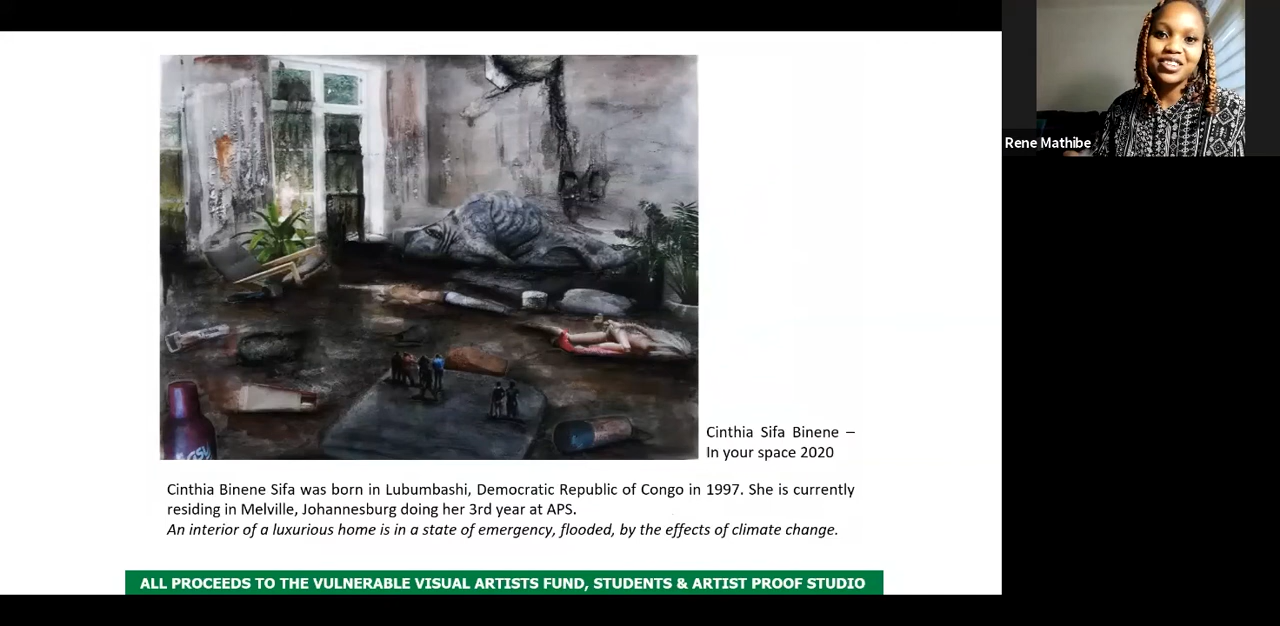 Rene Mathibe
Cinthia Sifa Binene –
In your space 2020
Cinthia Binene Sifa was born in Lubumbashi, Democratic Republic of Congo in 1997. She is currently
residing in Melville, Johannesburg doing her 3rd year at APS.
An interior of a luxurious home is in a state of emergency, flooded, by the effects of climate change.
ALL PROCEEDS TO THE VULNERABLE VISUAL ARTISTS FUND, STUDENTS & ARTIST PROOF STUDIO